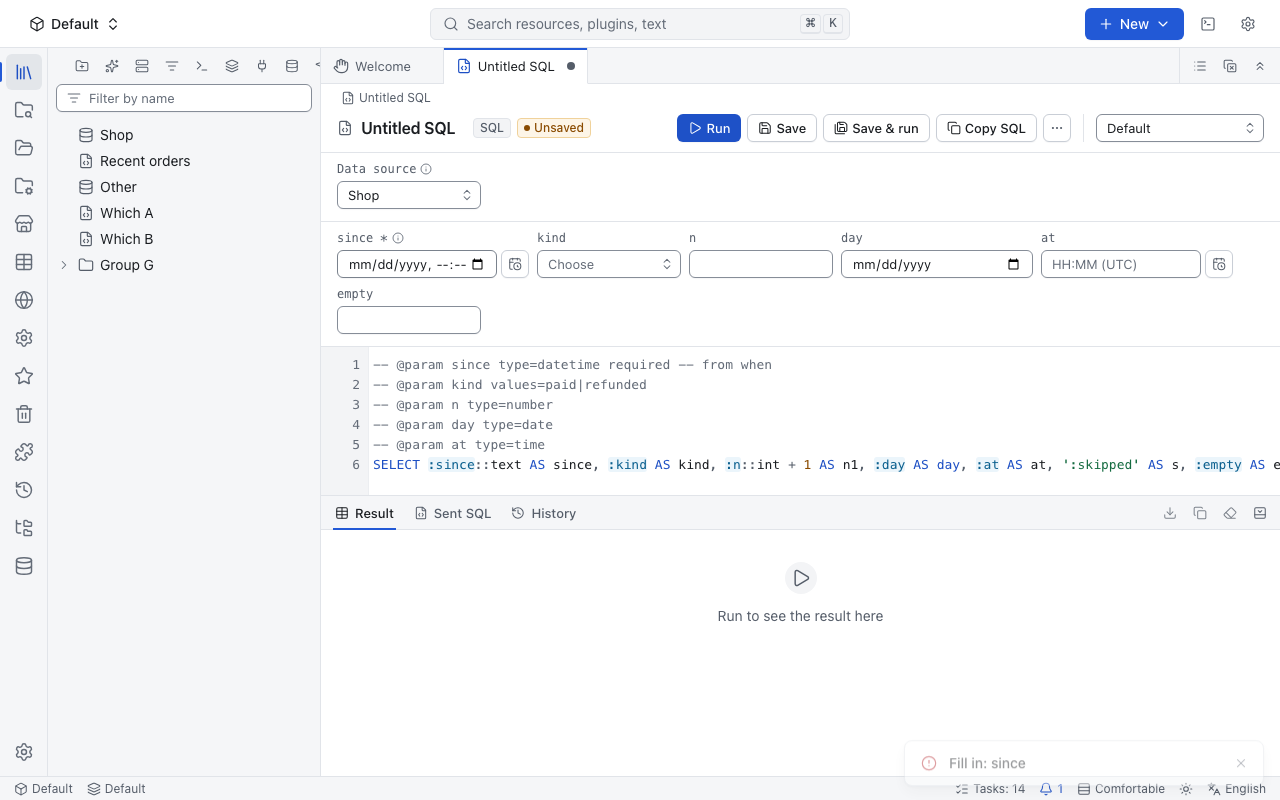 Default
Search resources, plugins, text
⌘ K
New
Welcome
Untitled SQL
Filter by name
Shop
Recent orders
Other
Which A
Which B
Group G
Untitled SQL
Untitled SQL
SQL
Unsaved
Run
Save
Save & run
Copy SQL
Default
Data source
Shop
since *
kind
n
day
at
mm/dd/yyyy, --:--
Choose
mm/dd/yyyy
HH:MM (UTC)
empty
1 -- @param since type=datetime required -- from when
2 -- @param kind values=paid|refunded
3 -- @param n type=number
4 -- @param day type=date
5 -- @param at type=time
6 SELECT :since::text AS since, :kind AS kind, :n::int + 1 AS n1, :day AS day, :at AS at, ':skipped' AS s, :empty AS e
Result
Sent SQL
History
Run to see the result here
Fill in: since
Default
Default
Tasks: 14
1
Comfortable
English